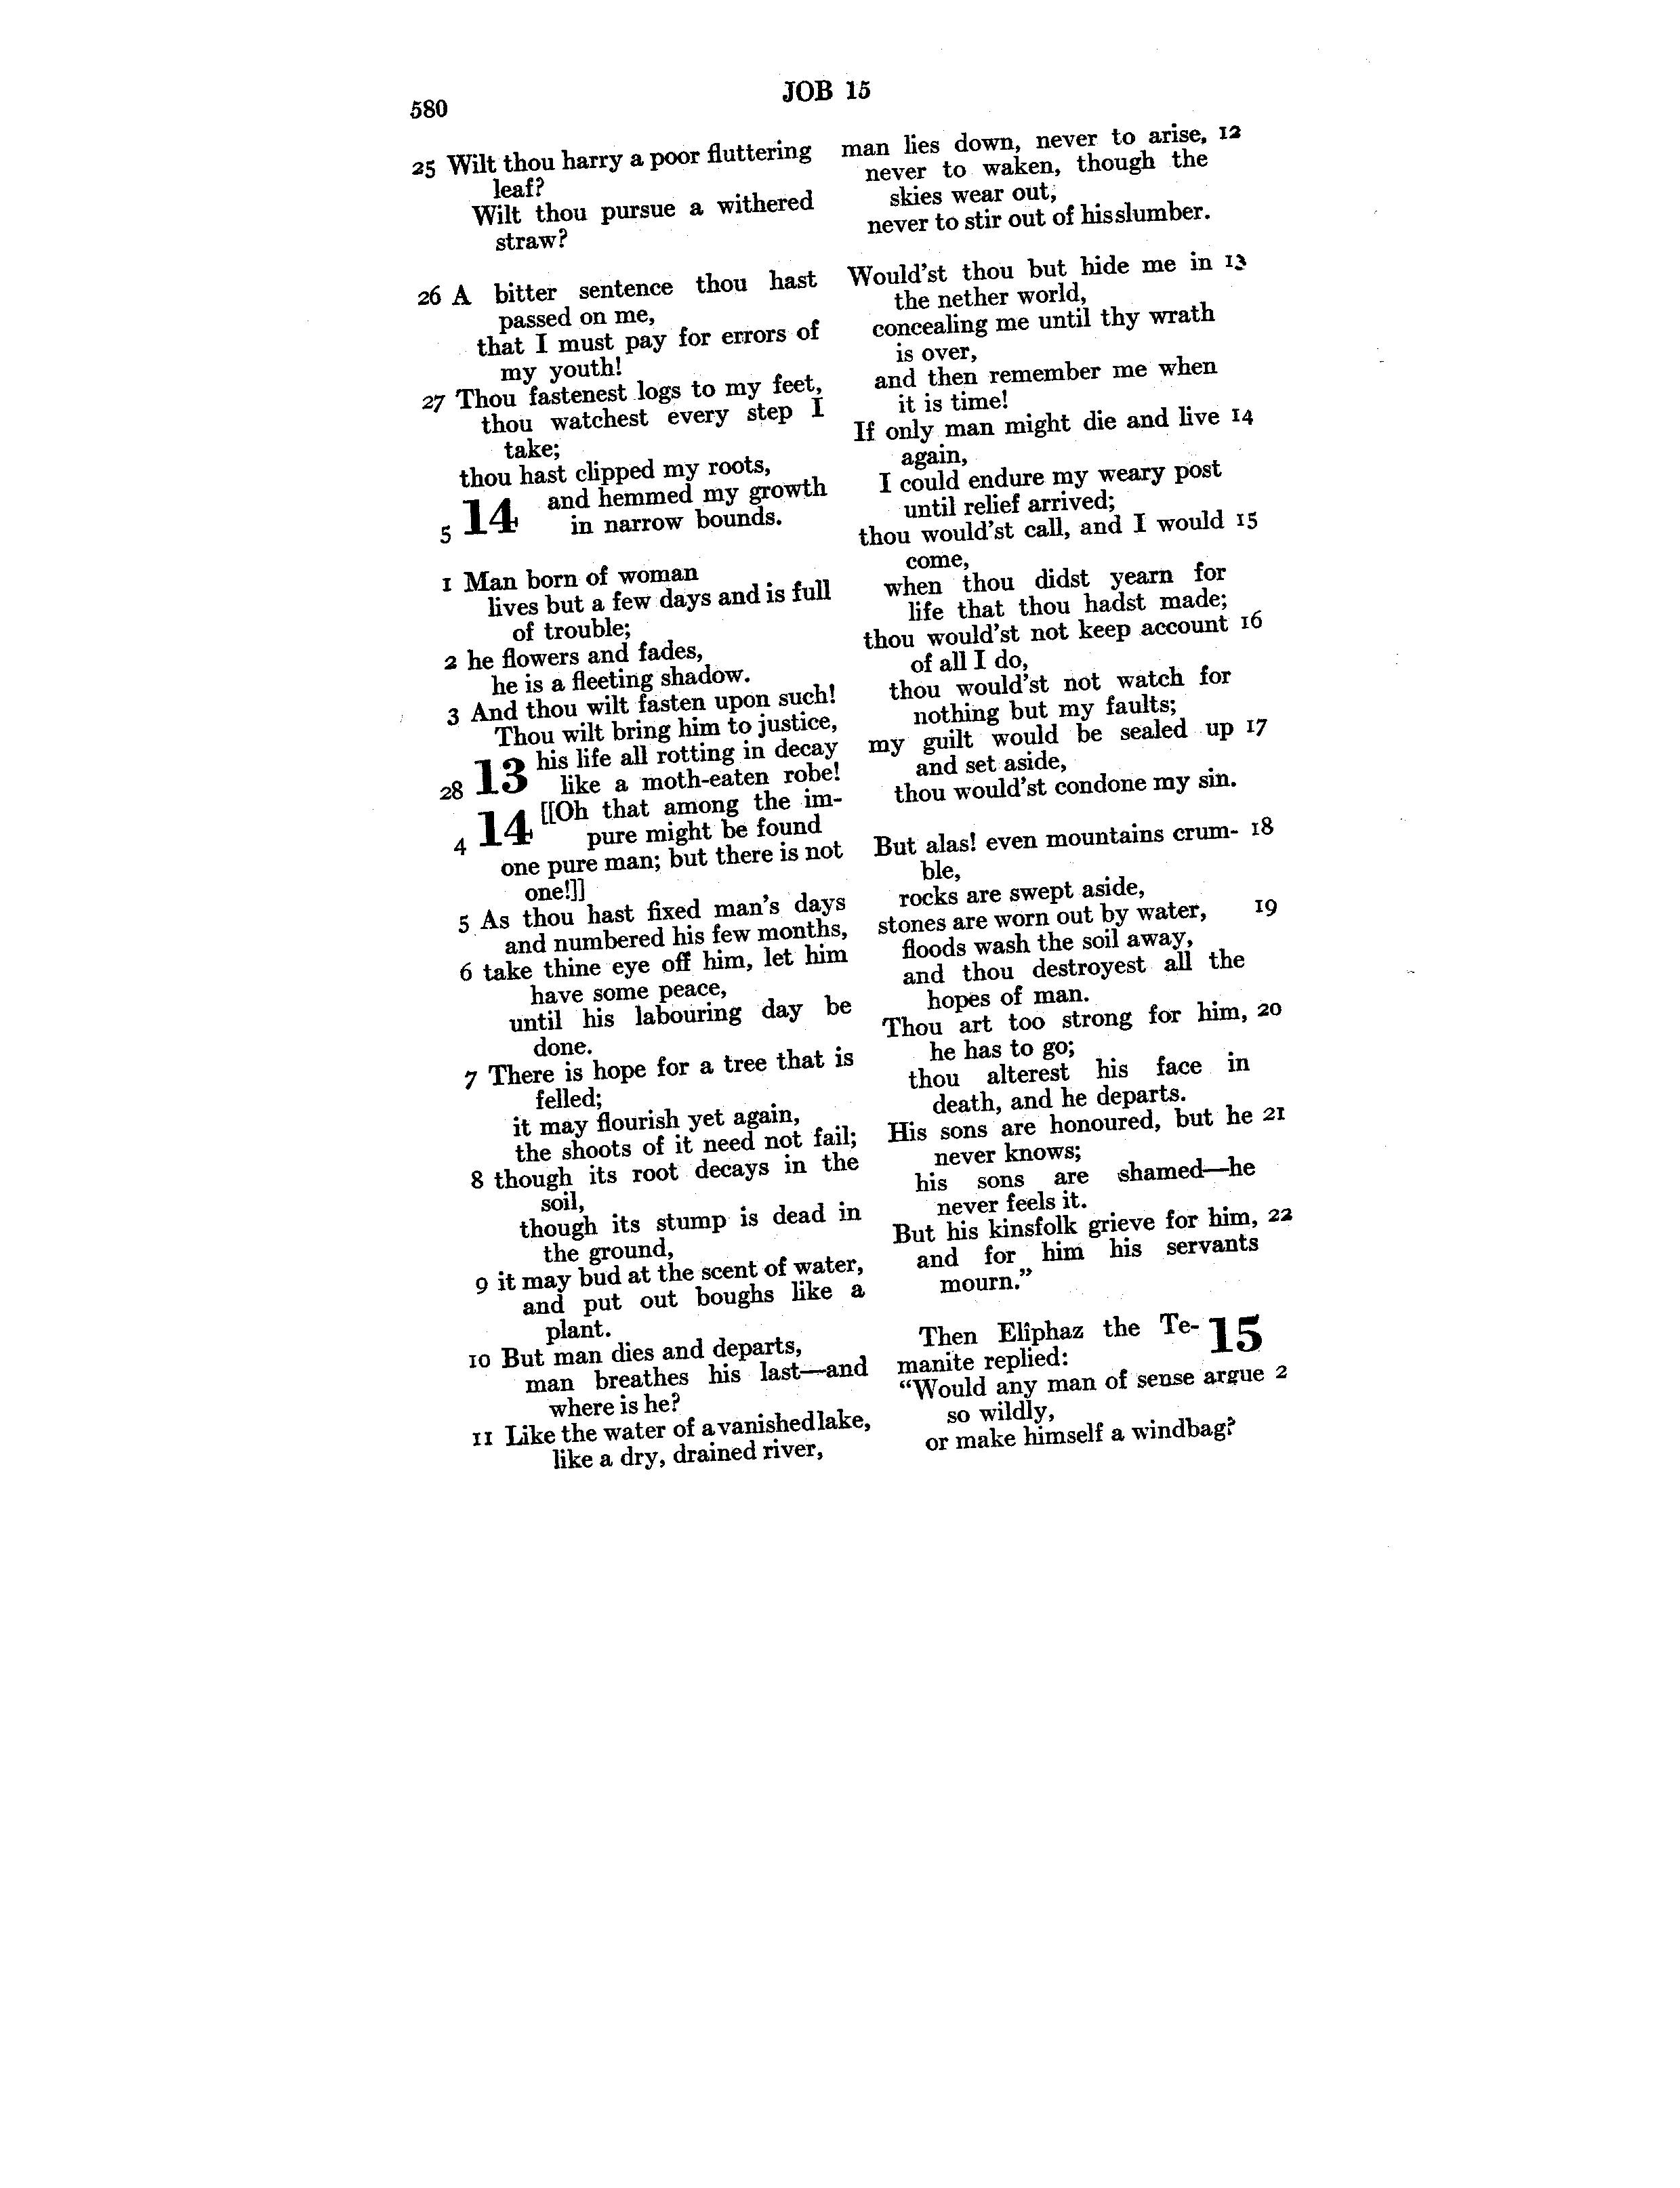 580
JOB 15
25 Wilt thou harry a poor fluttering
leaf?
Wilt thou pursue a withered
straw?
26 A bitter sentence thou hast
passed on me,
that I must pay for errors of
my youth!
27 Thou fastenest logs to my feet,
thou watchest every step I
take;
thou hast clipped my roots,
5 14 and hemmed my growth
in narrow bounds.
1 Man born of woman
lives but a few days and is full
of trouble;
2 he flowers and fades,
he is a fleeting shadow.
3 And thou wilt fasten upon such!
Thou wilt bring him to justice,
28 13 his life all rotting in decay
like a moth-eaten robe!
4 14 [[Oh that among the im-
pure might be found
one pure man; but there is not
one!]]
5 As thou hast fixed man's days
and numbered his few months,
6 take thine eye off him, let him
have some peace,
until his labouring day be
done.
7 There is hope for a tree that is
felled;
it may flourish yet again,
the shoots of it need not fail;
8 though its root decays in the
soil,
though its stump is dead in
the ground,
9 it may bud at the scent of water,
and put out boughs like a
plant.
10 But man dies and departs,
man breathes his last—and
where is he?
11 Like the water of a vanished lake,
like a dry, drained river,
man lies down, never to arise, 12
never to waken, though the
skies wear out,
never to stir out of his slumber.
Would'st thou but hide me in 13
the nether world,
concealing me until thy wrath
is over,
and then remember me when
it is time!
If only man might die and live 14
again,
I could endure my weary post
until relief arrived;
thou would'st call, and I would 15
come,
when thou didst yearn for
life that thou hadst made;
thou would'st not keep account 16
of all I do,
thou would'st not watch for
nothing but my faults;
my guilt would be sealed up 17
and set aside,
thou would'st condone my sin.
But alas! even mountains crum- 18
ble,
rocks are swept aside,
stones are worn out by water, 19
floods wash the soil away,
and thou destroyest all the
hopes of man.
Thou art too strong for him, 20
he has to go;
thou alterest his face in
death, and he departs.
His sons are honoured, but he 21
never knows;
his sons are shamed—he
never feels it.
But his kinsfolk grieve for him, 22
and for him his servants
mourn.”
Then Elîphaz the Te- 15
manite replied:
“Would any man of sense argue 2
so wildly,
or make himself a windbag?